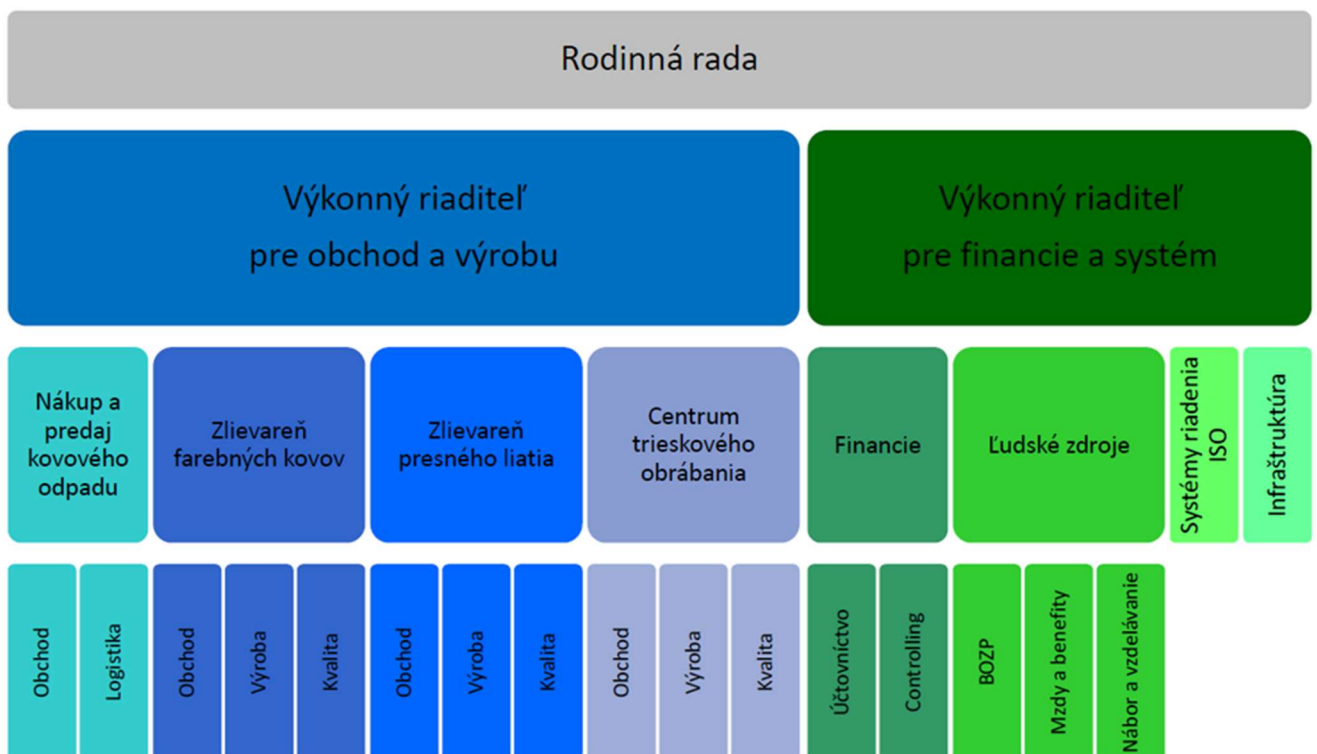 Rodinná rada
Výkonný riaditeľ
pre obchod a výrobu
Výkonný riaditeľ
pre financie a systém
Nákup a
predaj
kovového
odpadu
Zlievareň
farebných kovov
Zlievareň
presného liatia
Centrum
trieskového
obrábania
Financie
Ľudské zdroje
Systémy riadenia
ISO
Infraštruktúra
Obchod
Logistika
Obchod
Výroba
Kvalita
Obchod
Výroba
Kvalita
Obchod
Výroba
Kvalita
Účtovníctvo
Controlling
BOZP
Mzdy a benefity
Nábor a vzdelávanie